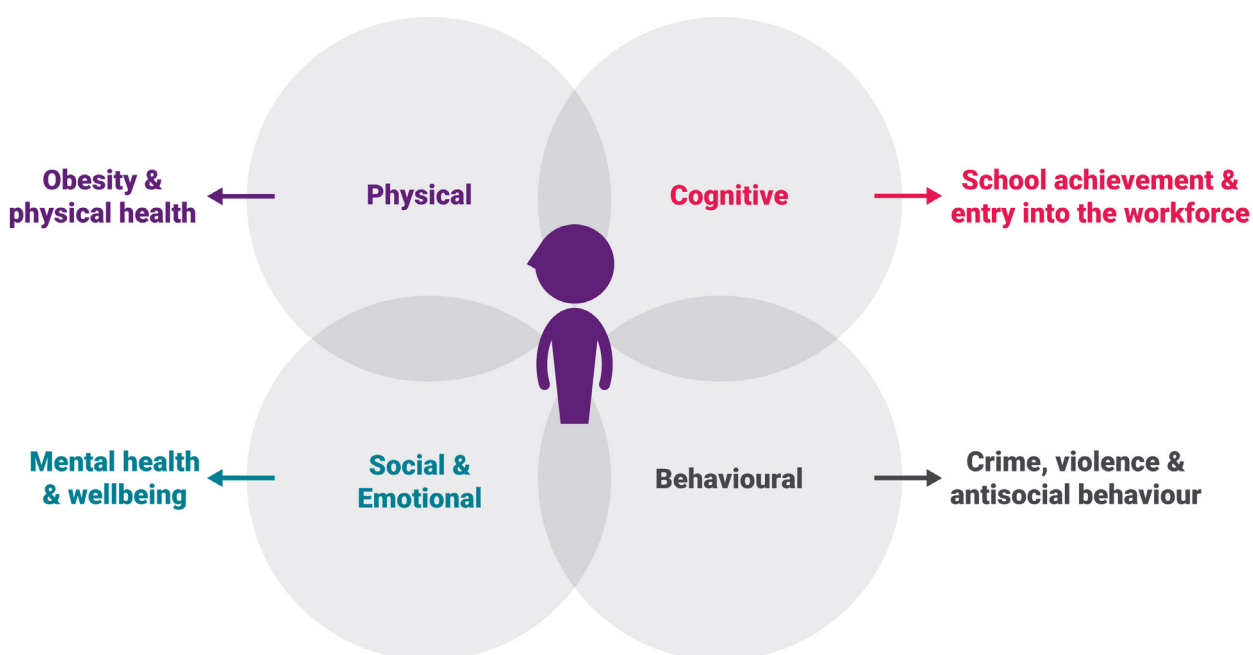 Obesity &
physical health
Physical
Cognitive
School achievement &
entry into the workforce
Mental health
& wellbeing
Social &
Emotional
Behavioural
Crime, violence &
antisocial behaviour